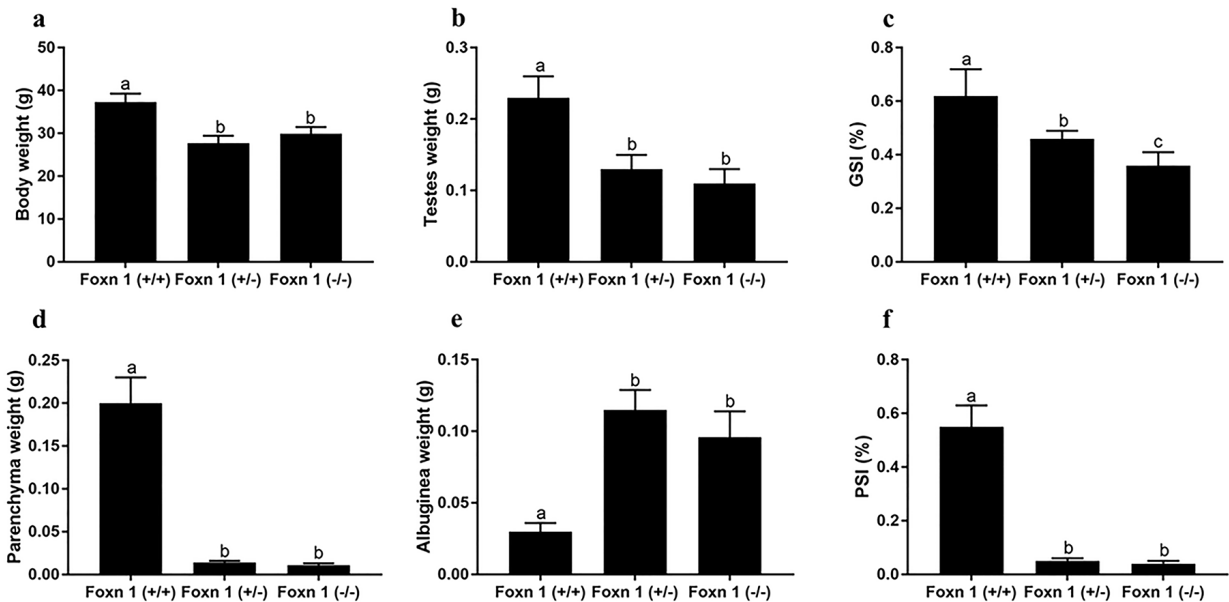 a
Body weight (g)
50
40
30
20
10
0
a
b
b
Foxn 1 (+/+) Foxn 1 (+/-) Foxn 1 (-/-)
b
Testes weight (g)
0.3
0.2
0.1
0.0
a
b
b
Foxn 1 (+/+) Foxn 1 (+/-) Foxn 1 (-/-)
c
GSI (%)
0.8
0.6
0.4
0.2
0.0
a
b
c
Foxn 1 (+/+) Foxn 1 (+/-) Foxn 1 (-/-)
d
Parenchyma weight (g)
0.25
0.20
0.15
0.10
0.05
0.00
a
b
b
Foxn 1 (+/+) Foxn 1 (+/-) Foxn 1 (-/-)
e
Albuginea weight (g)
0.15
0.10
0.05
0.00
a
b
b
Foxn 1 (+/+) Foxn 1 (+/-) Foxn 1 (-/-)
f
PSI (%)
0.8
0.6
0.4
0.2
0.0
a
b
b
Foxn 1 (+/+) Foxn 1 (+/-) Foxn 1 (-/-)